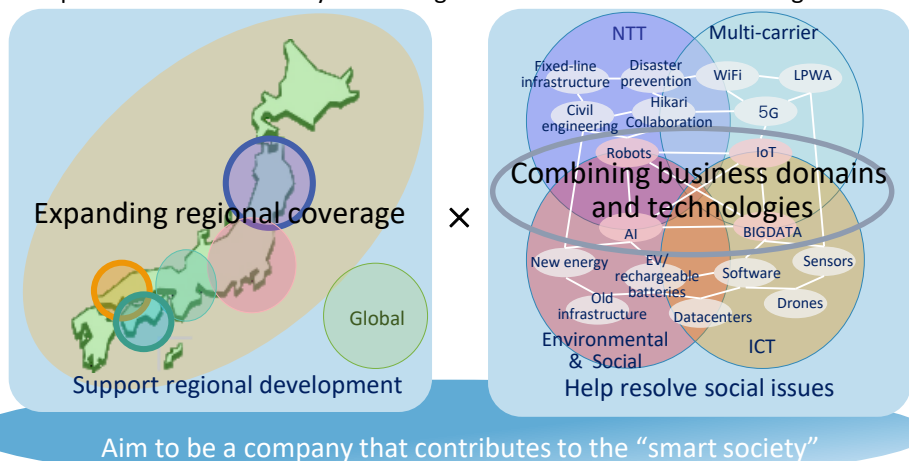 Expanding regional coverage
Global
Support regional development
×
NTT
Multi-carrier
Fixed-line
infrastructure
Disaster
prevention
WiFi
LPWA
Civil
engineering
Hikari
Collaboration
5G
Robots
IoT
Combining business domains
and technologies
AI
BIGDATA
New energy
EV/
rechargeable
batteries
Software
Sensors
Old
infrastructure
Datacenters
Drones
Environmental
& Social
ICT
Help resolve social issues
Aim to be a company that contributes to the “smart society”